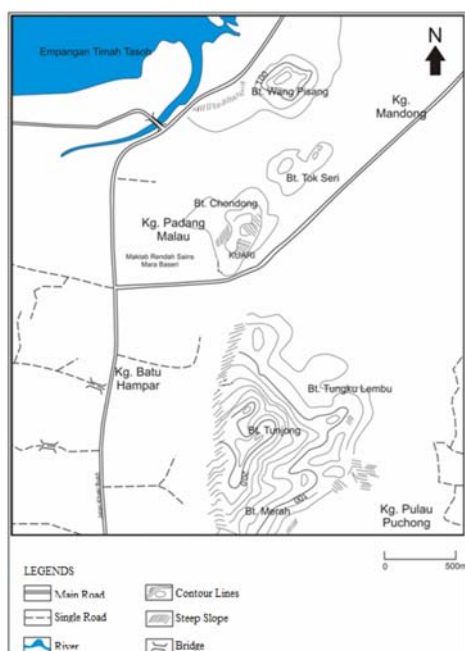 Empangan Timah Tasoh
N
100
Bt. Wang Pisang
Kg.
Mandong
Bt. Tok Seri
Bt. Chondong
Kg. Padang
Malau
KUARI
Maktab Rendah Sains
Mara Baseri
Kg. Batu
Hampar
Bt. Tungku Lembu
Bt. Tunjong
200
100
Bt. Merah
Kg. Pulau
Puchong
0
500m
LEGENDS
Main Road
Contour Lines
Single Road
Steep Slope
River
Bridge